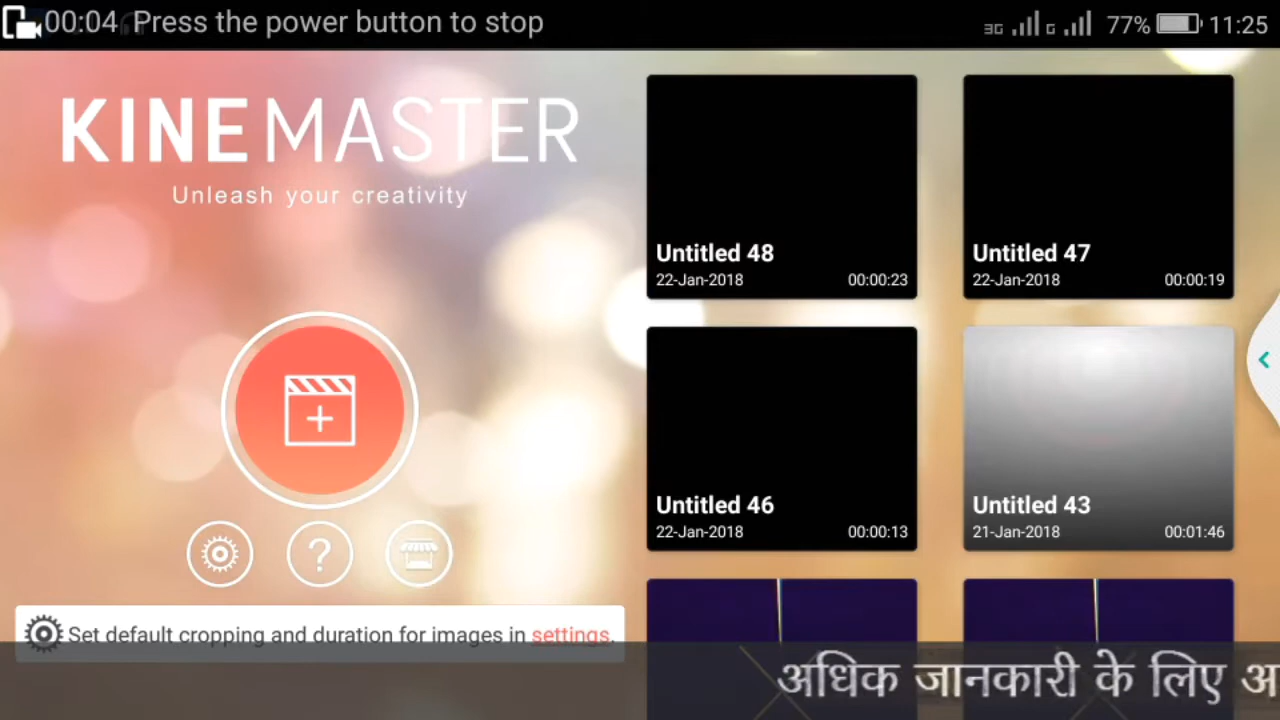 00:04 Press the power button to stop
3G G 77% 11:25
KINEMASTER
Unleash your creativity
Untitled 48
22-Jan-2018 00:00:23
Untitled 47
22-Jan-2018 00:00:19
Untitled 46
22-Jan-2018 00:00:13
Untitled 43
21-Jan-2018 00:01:46
?
Set default cropping and duration for images in settings.
अधिक जानकारी के लिए